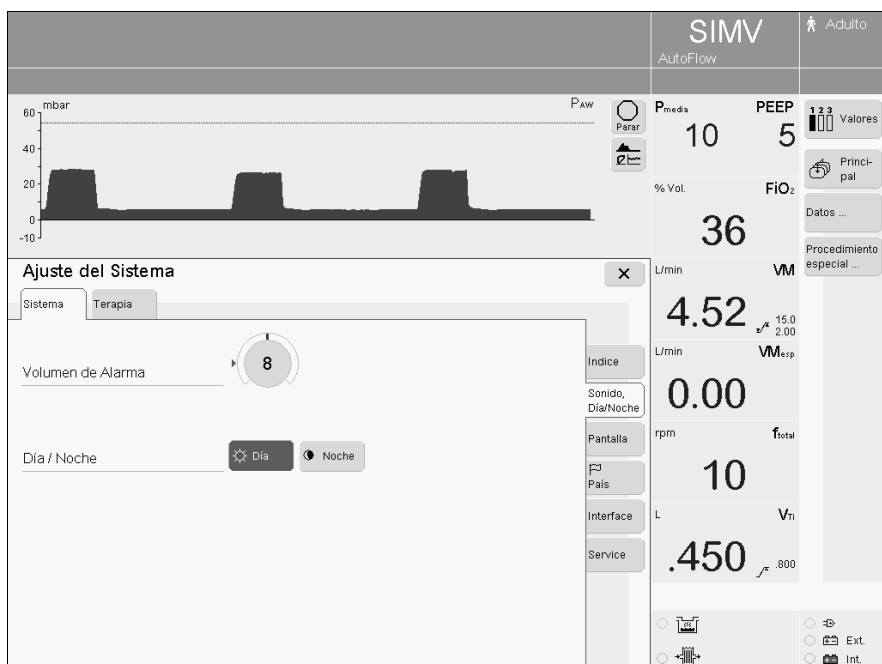 SIMV
AutoFlow
Adulto
mbar
PAW
60
40
20
0
-10
Parar
Pmedia PEEP
10 5
% Vol. FiO2
36
L/min VM
4.52
15.0
2.00
L/min VMesp
0.00
rpm ftotal
10
L VTi
.450
.800
1 2 3
Valores
Princi-
pal
Datos ...
Procedimiento
especial ...
Ajuste del Sistema
Sistema
Terapia
Volumen de Alarma
8
Día / Noche
Día
Noche
Indice
Sonido,
Día/Noche
Pantalla
País
Interface
Service
Ext.
Int.